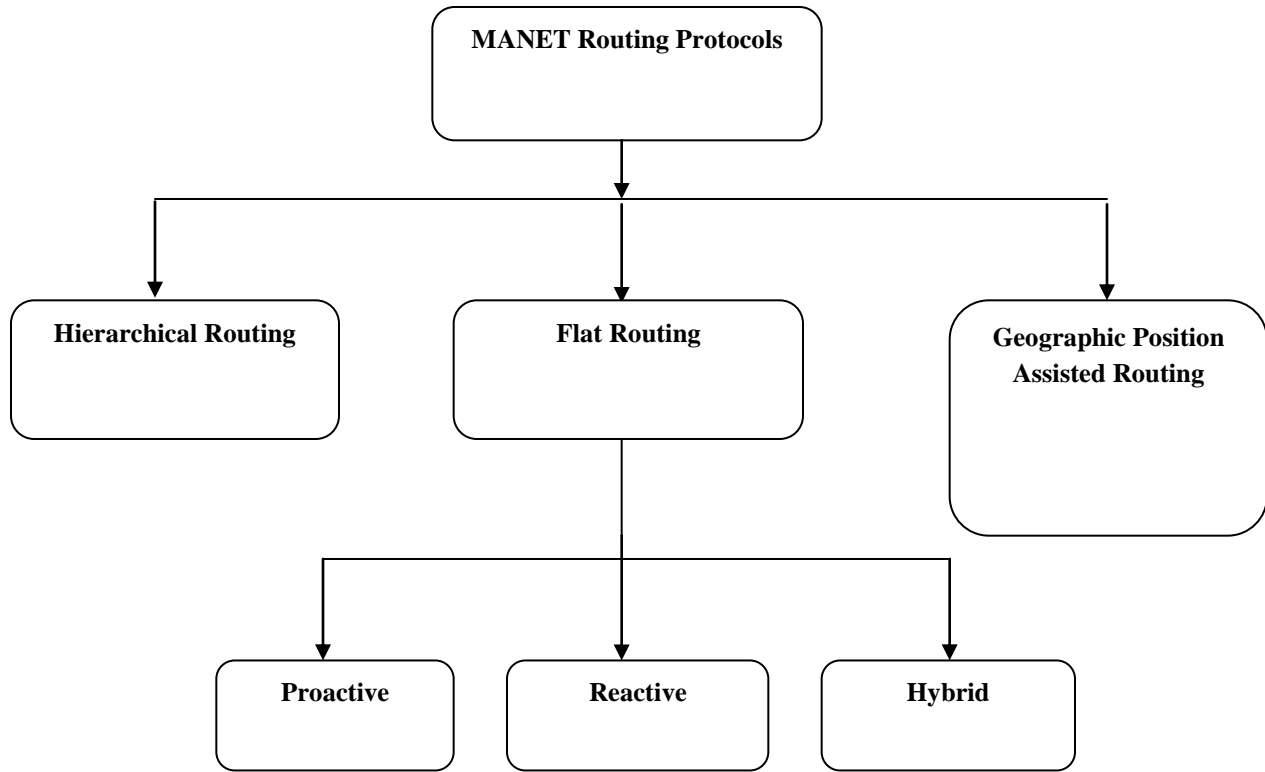 MANET Routing Protocols
Hierarchical Routing
Flat Routing
Geographic Position
Assisted Routing
Proactive
Reactive
Hybrid